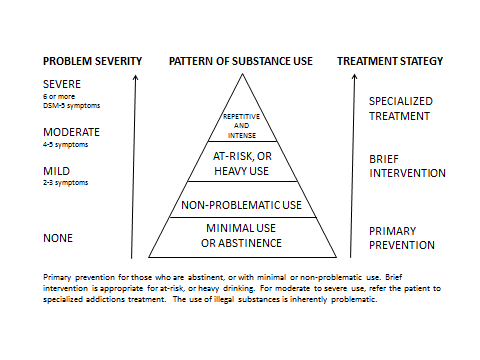 PROBLEM SEVERITY
PATTERN OF SUBSTANCE USE
TREATMENT STATEGY
SEVERE
6 or more
DSM-5 symptoms
MODERATE
4-5 symptoms
MILD
2-3 symptoms
NONE
REPETITIVE
AND
INTENSE
AT-RISK, OR
HEAVY USE
NON-PROBLEMATIC USE
MINIMAL USE
OR ABSTINENCE
SPECIALIZED
TREATMENT
BRIEF
INTERVENTION
PRIMARY
PREVENTION
Primary prevention for those who are abstinent, or with minimal or non-problematic use. Brief
intervention is appropriate for at-risk, or heavy drinking. For moderate to severe use, refer the patient to
specialized addictions treatment. The use of illegal substances is inherently problematic.